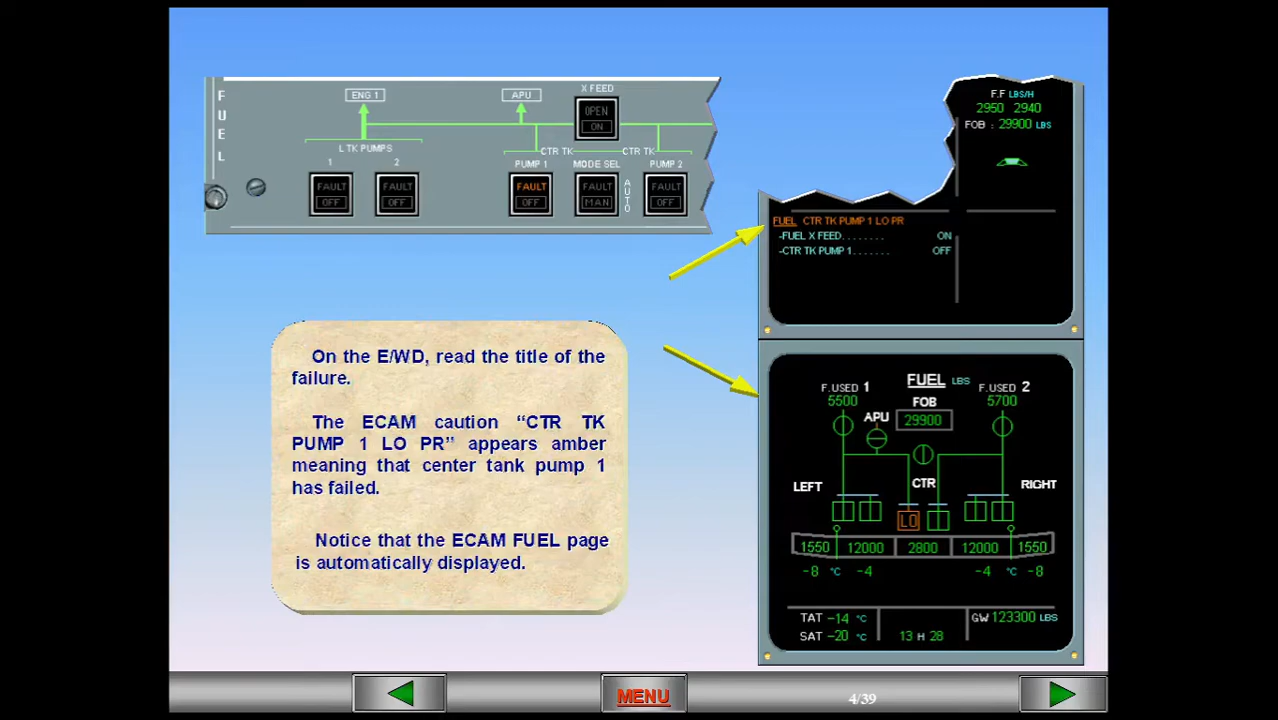 FUEL
ENG 1
APU
X FEED
OPEN
ON
L TK PUMPS
1 2
CTR TK CTR TK
PUMP 1 MODE SEL PUMP 2
FAULT FAULT FAULT FAULT FAULT
OFF OFF OFF MAN OFF
AUTO
F.F LBS/H
2950 2940
FOB : 29900 LBS
FUEL CTR TK PUMP 1 LO PR
-FUEL X FEED........ ON
-CTR TK PUMP 1....... OFF
On the E/WD, read the title of the
failure.
The ECAM caution “CTR TK
PUMP 1 LO PR” appears amber
meaning that center tank pump 1
has failed.
Notice that the ECAM FUEL page
is automatically displayed.
F.USED 1 FUEL LBS F.USED 2
5500 FOB 5700
APU 29900
LEFT CTR RIGHT
LO
1550 12000 2800 12000 1550
-8 °C -4 -4 °C -8
TAT -14 °C GW 123300 LBS
SAT -20 °C 13 H 28
MENU
4/39